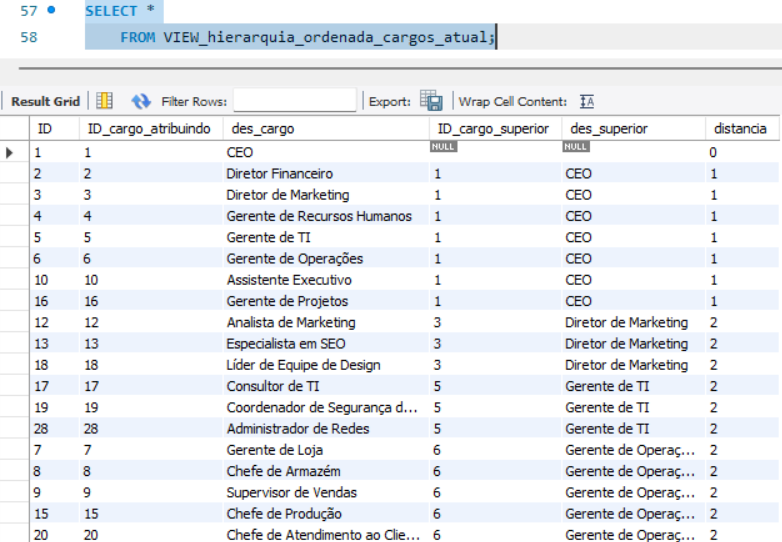 57 SELECT *
58 FROM VIEW_hierarquia_ordenada_cargos_atual;
Result Grid Filter Rows: Export: Wrap Cell Content: IA
ID ID_cargo_atribuindo des_cargo ID_cargo_superior des_superior distancia
1 1 CEO NULL NULL 0
2 2 Diretor Financeiro 1 CEO 1
3 3 Diretor de Marketing 1 CEO 1
4 4 Gerente de Recursos Humanos 1 CEO 1
5 5 Gerente de TI 1 CEO 1
6 6 Gerente de Operações 1 CEO 1
10 10 Assistente Executivo 1 CEO 1
16 16 Gerente de Projetos 1 CEO 1
12 12 Analista de Marketing 3 Diretor de Marketing 2
13 13 Especialista em SEO 3 Diretor de Marketing 2
18 18 Líder de Equipe de Design 3 Diretor de Marketing 2
17 17 Consultor de TI 5 Gerente de TI 2
19 19 Coordenador de Segurança d... 5 Gerente de TI 2
28 28 Administrador de Redes 5 Gerente de TI 2
7 7 Gerente de Loja 6 Gerente de Operaç... 2
8 8 Chefe de Armazém 6 Gerente de Operaç... 2
9 9 Supervisor de Vendas 6 Gerente de Operaç... 2
15 15 Chefe de Produção 6 Gerente de Operaç... 2
20 20 Chefe de Atendimento ao Clie... 6 Gerente de Operaç... 2